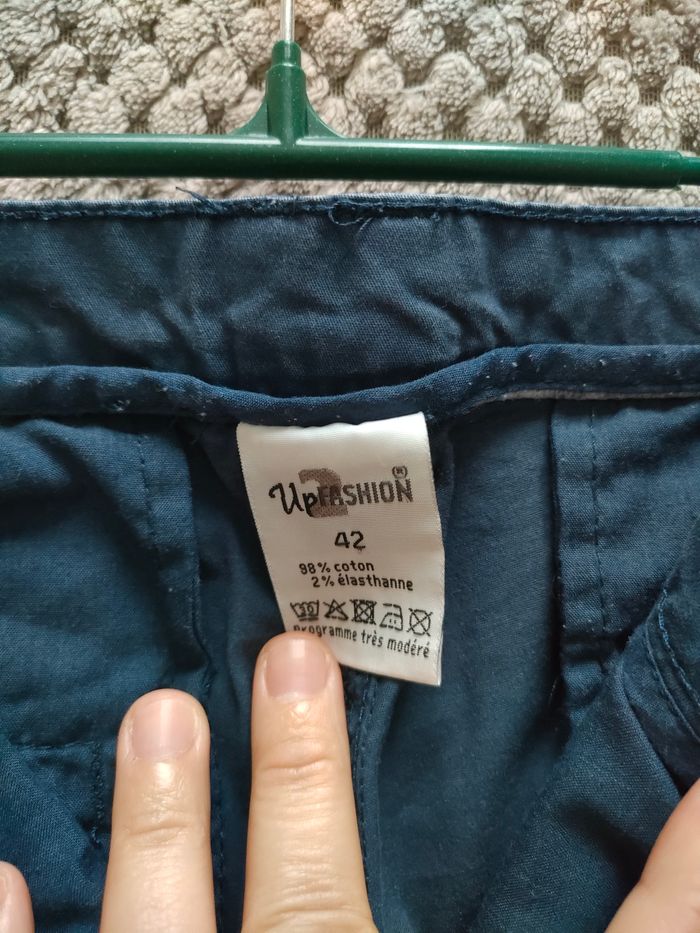 Up2FASHION®
42
98% coton
2% élasthanne
Programme très modéré